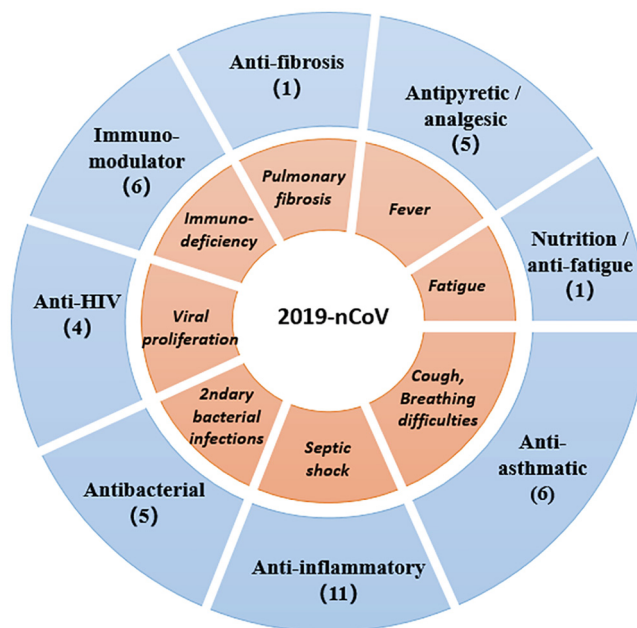 Anti-fibrosis
(1)
Antipyretic /
analgesic
(5)
Nutrition /
anti-fatigue
(1)
Anti-
asthmatic
(6)
Anti-inflammatory
(11)
Antibacterial
(5)
Anti-HIV
(4)
Immuno-
modulator
(6)
Pulmonary
fibrosis
Fever
Fatigue
Cough,
Breathing
difficulties
Septic
shock
2ndary
bacterial
infections
Viral
proliferation
Immuno-
deficiency
2019-nCoV